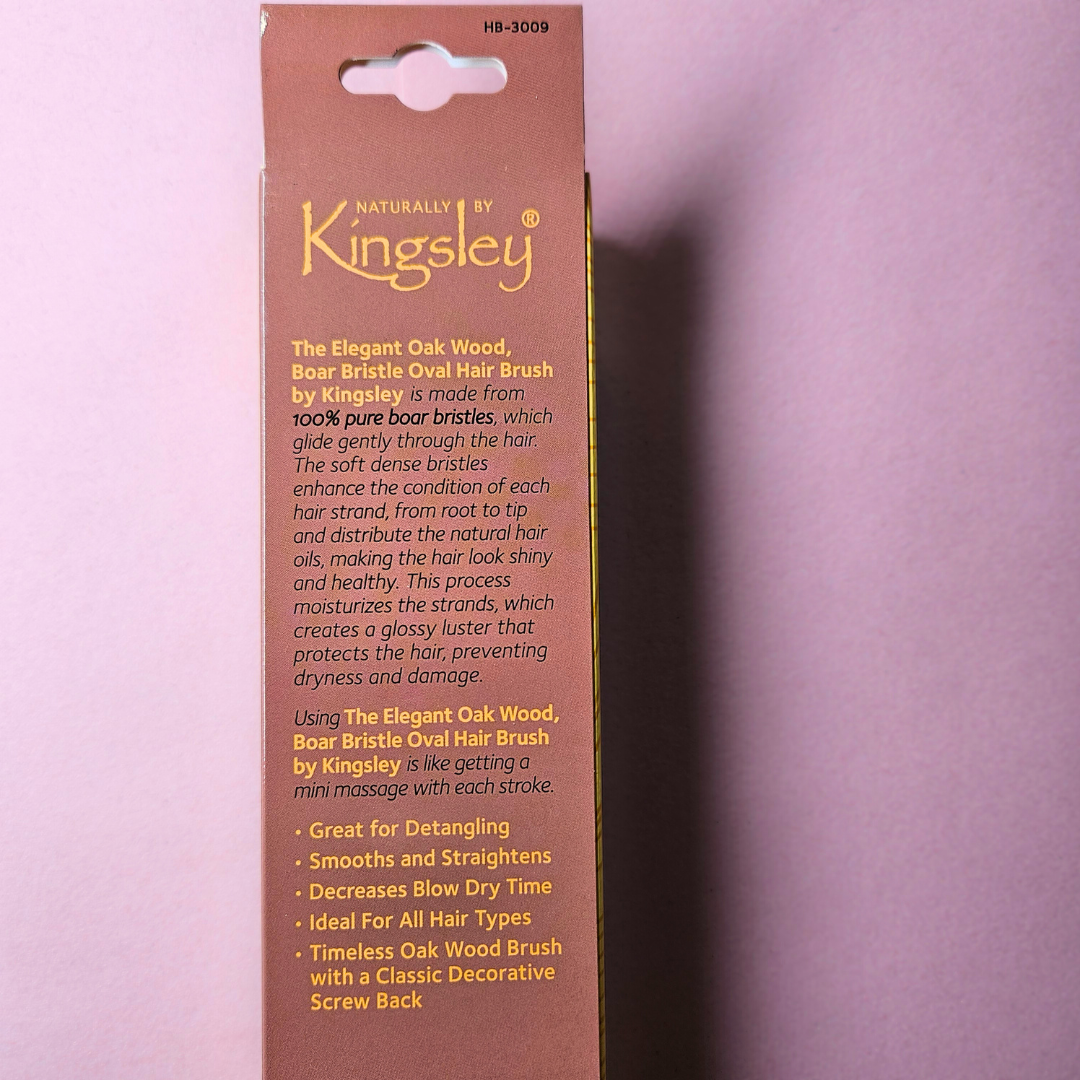 HB-3009
NATURALLY BY
Kingsley®
The Elegant Oak Wood,
Boar Bristle Oval Hair Brush
by Kingsley is made from
100% pure boar bristles, which
glide gently through the hair.
The soft dense bristles
enhance the condition of each
hair strand, from root to tip
and distribute the natural hair
oils, making the hair look shiny
and healthy. This process
moisturizes the strands, which
creates a glossy luster that
protects the hair, preventing
dryness and damage.
Using The Elegant Oak Wood,
Boar Bristle Oval Hair Brush
by Kingsley is like getting a
mini massage with each stroke.
• Great for Detangling
• Smooths and Straightens
• Decreases Blow Dry Time
• Ideal For All Hair Types
• Timeless Oak Wood Brush
with a Classic Decorative
Screw Back